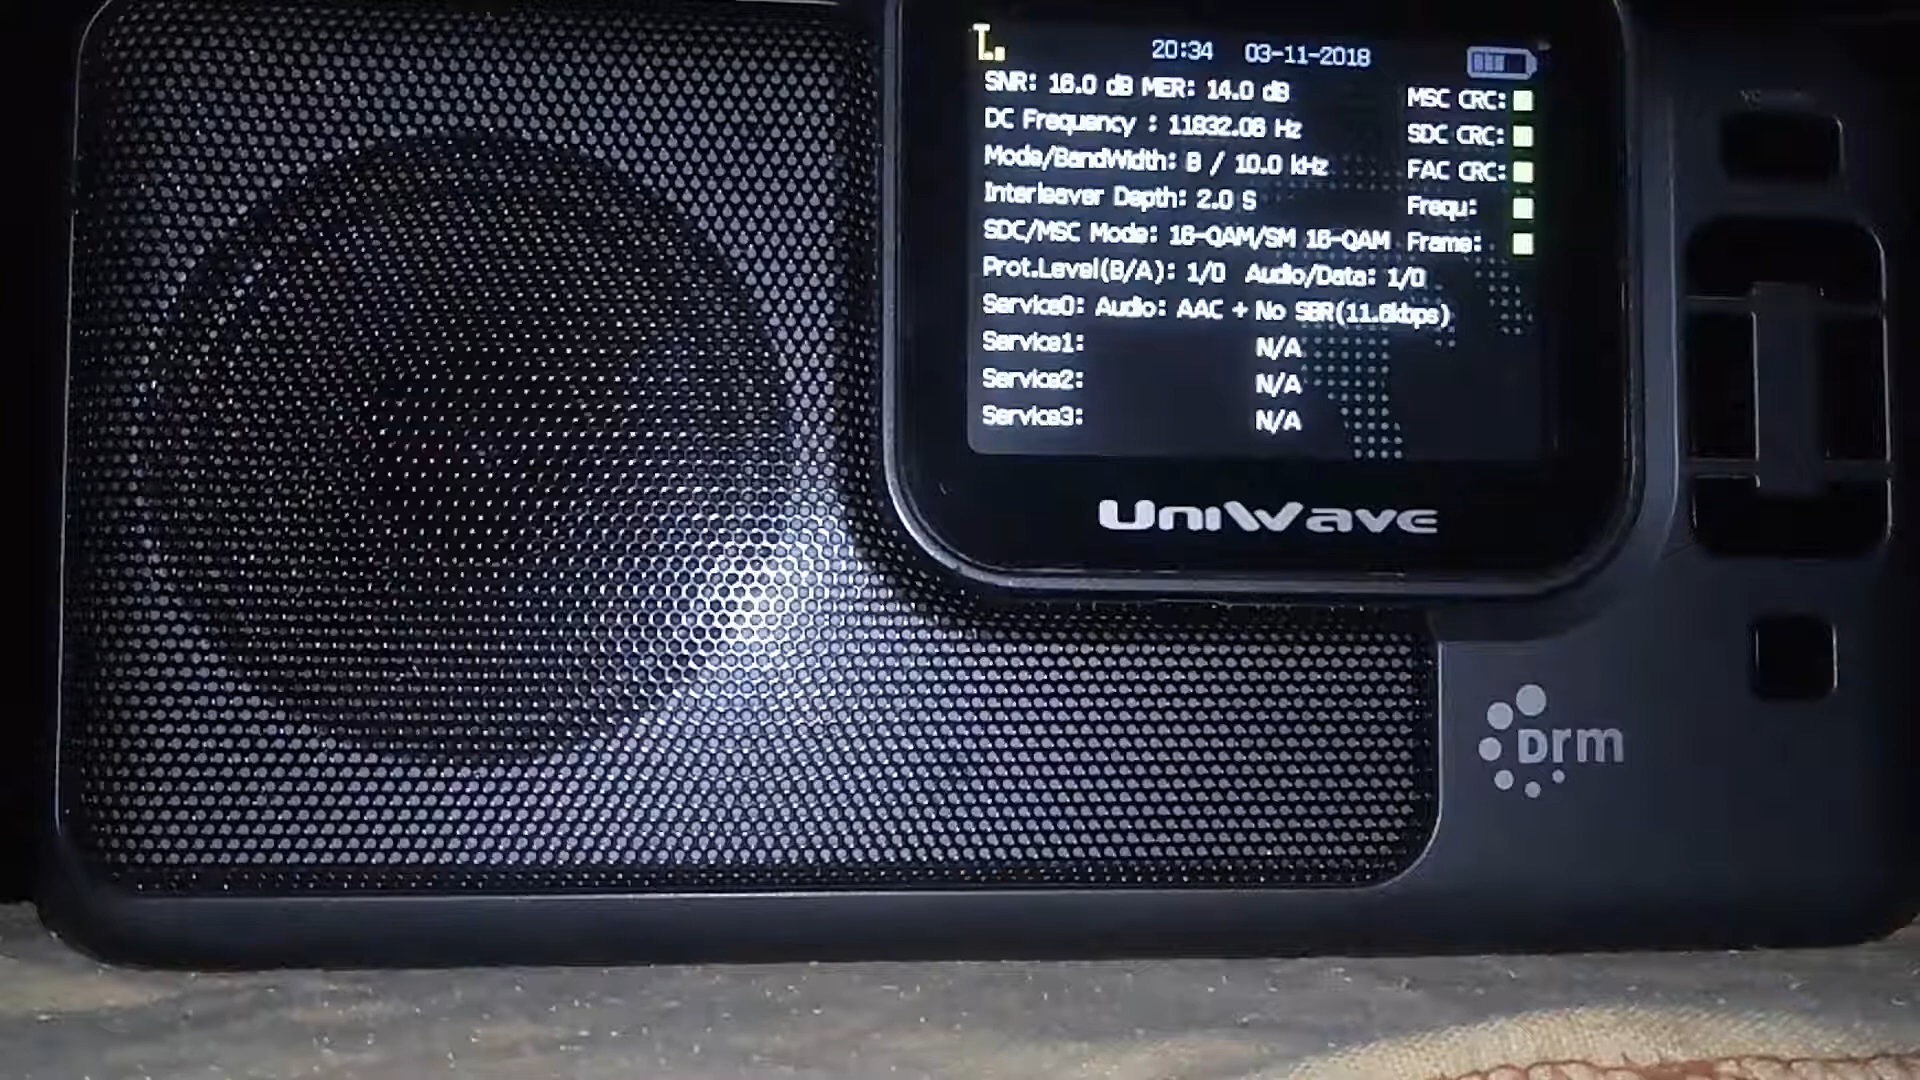 20:34 03-11-2018
SNR: 16.0 dB MER: 14.0 dB
MSC CRC:
DC Frequency : 11832.06 Hz
SDC CRC:
Mode/BandWidth: B / 10.0 kHz
FAC CRC:
Interleaver Depth: 2.0 S
Frequ:
SDC/MSC Mode: 16-QAM/SM 16-QAM
Frame:
Prot.Level(B/A): 1/0 Audio/Data: 1/0
Service0: Audio: AAC + No SBR(11.6kbps)
Service1: N/A
Service2: N/A
Service3: N/A
UniWave
Drm